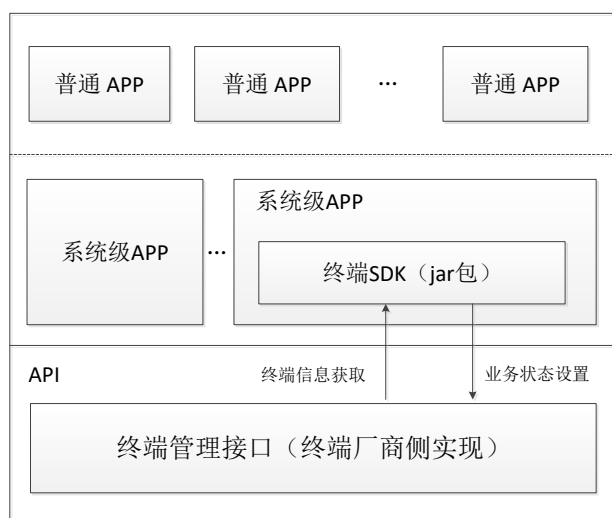 普通 APP 普通 APP ... 普通 APP
系统级APP
系统级APP ...
终端SDK（jar包）
API
终端信息获取 业务状态设置
终端管理接口（终端厂商侧实现）